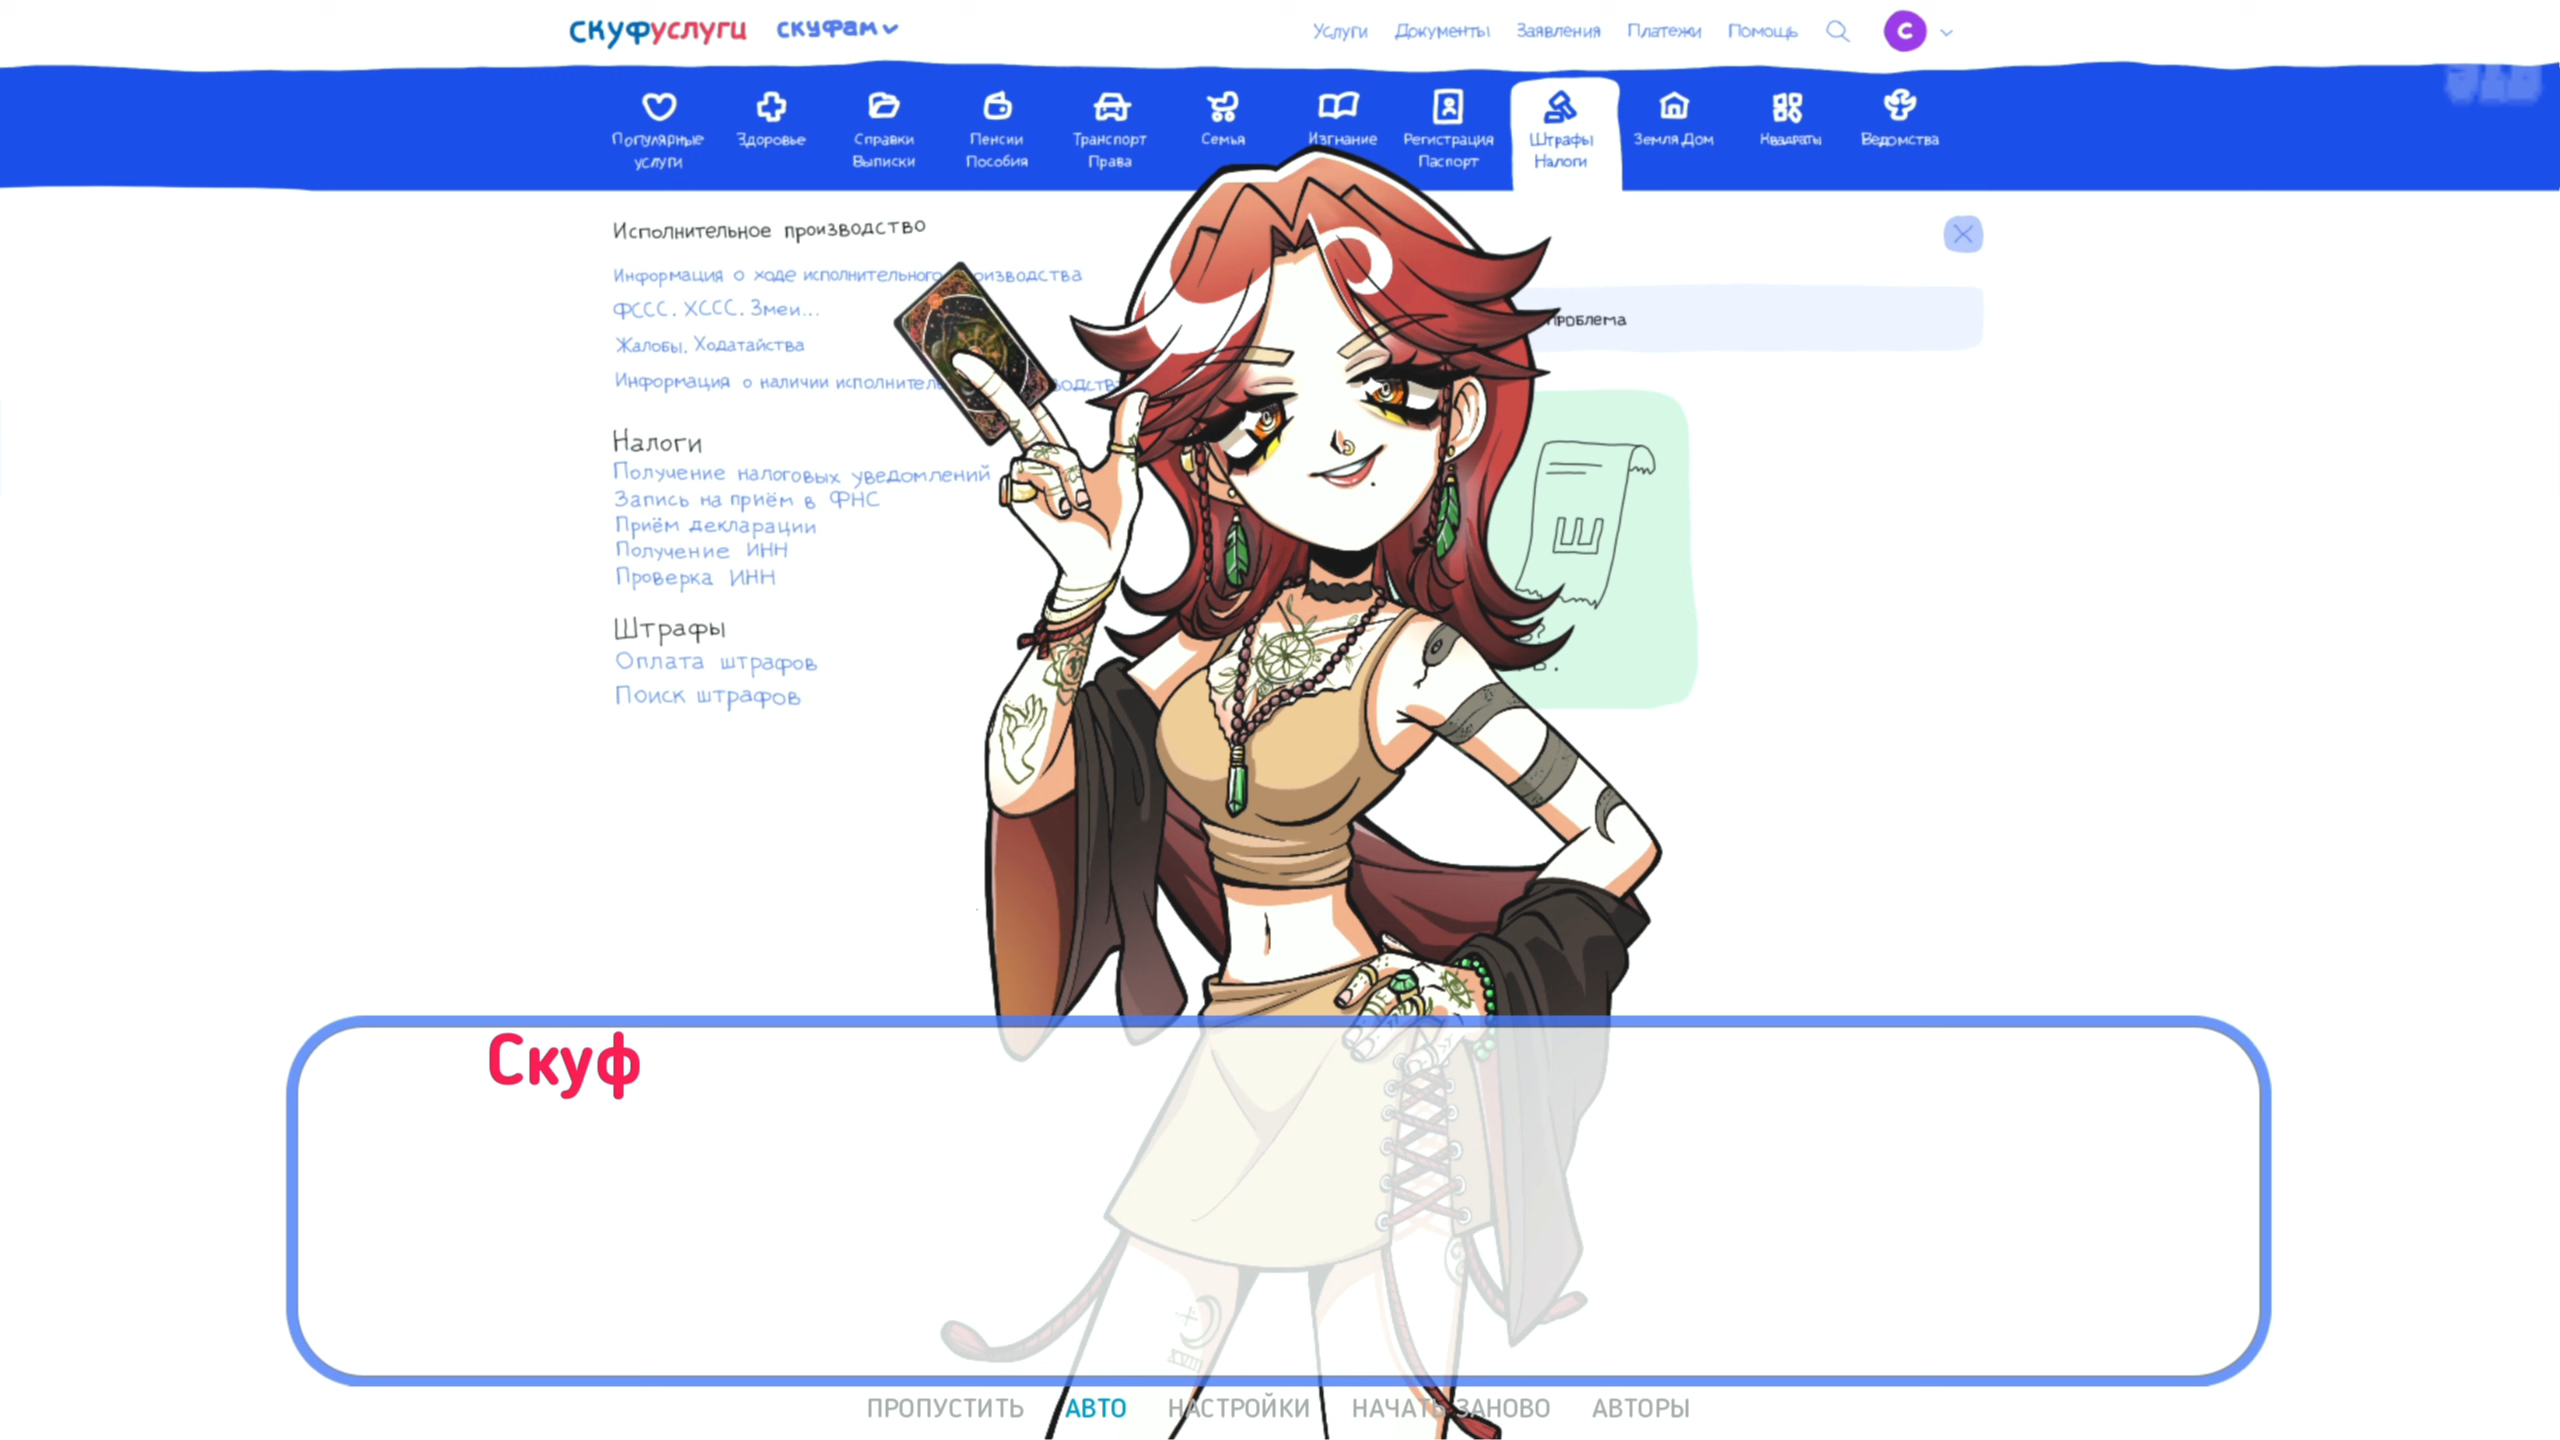 скуфуслуги скуфам
Услуги Документы Заявления Платежи Помощь С
Популярные услуги
Здоровье
Справки Выписки
Пенсии Пособия
Транспорт Права
Семья
Изгнание
Регистрация Паспорт
Штрафы Налоги
Земля Дом
Квадраты
Ведомства
Исполнительное производство
Информация о ходе исполнительного
ФССС. ХССС. Змеи...
Жалобы. Ходатайства
Информация о наличии
Налоги
Получение налоговых уведомлений
Запись на приём в ФНС
Приём декларации
Получение ИНН
Проверка ИНН
Штрафы
Оплата штрафов
Поиск штрафов
проблема
Ш
XVIII
Скуф
ПРОПУСТИТЬ АВТО НАСТРОЙКИ НАЧАТЬ ЗАНОВО АВТОРЫ